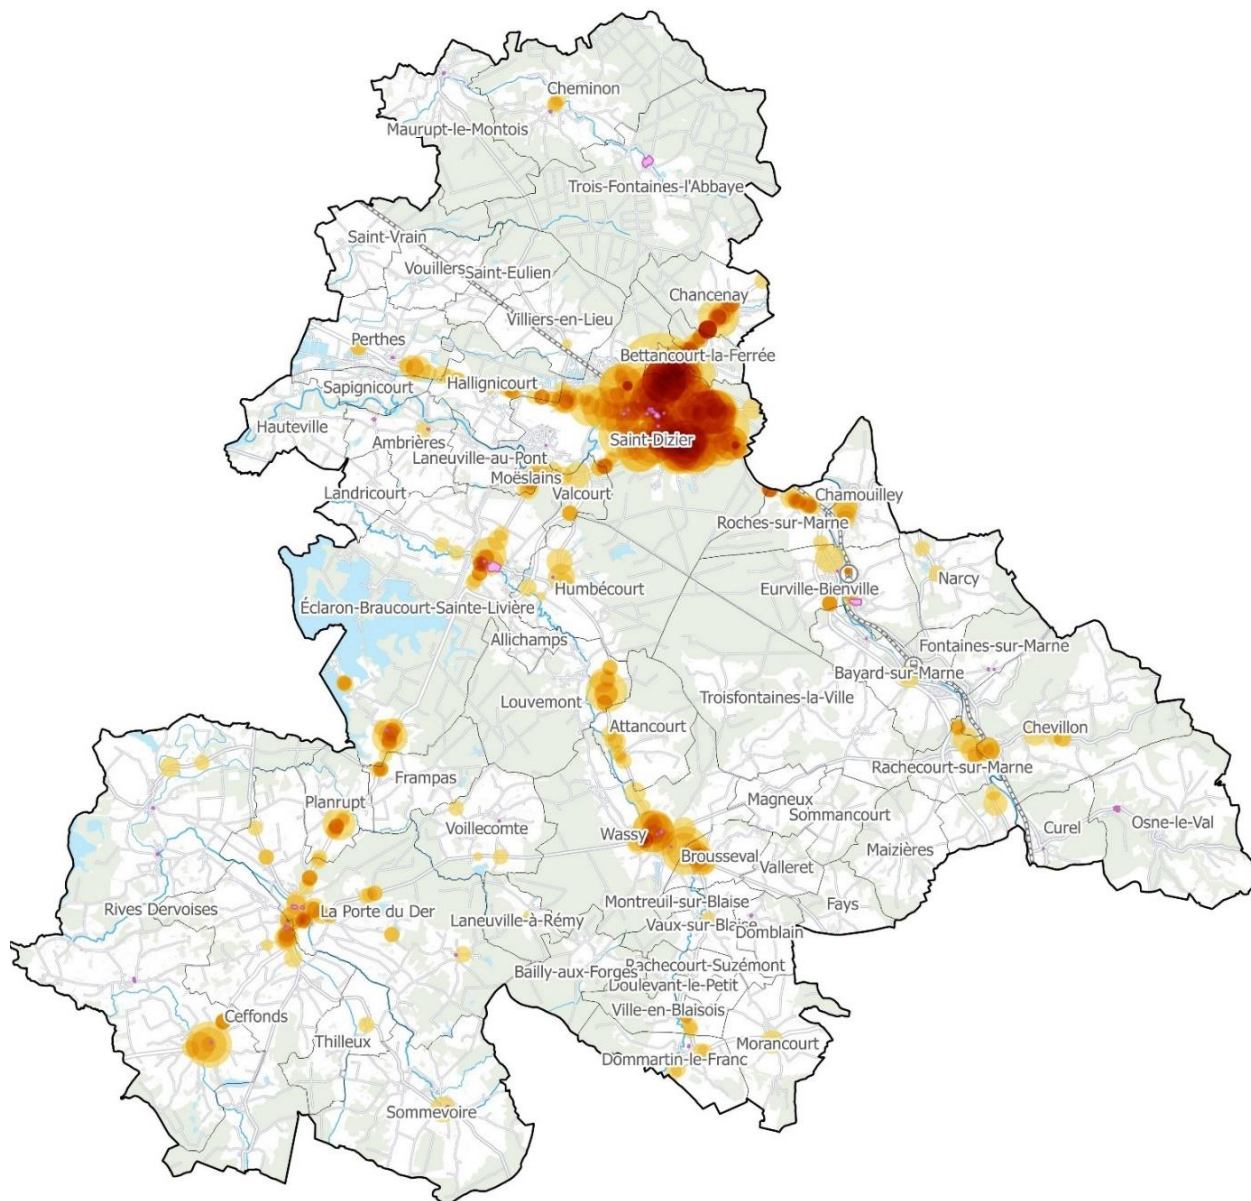 Cheminon
Maurupt-le-Montois
Trois-Fontaines-l'Abbaye
Saint-Vrain
Vouillers
Saint-Eulien
Chancenay
Villiers-en-Lieu
Perthes
Bettancourt-la-Ferrée
Sapignicourt
Hallignicourt
Hauteville
Ambrières
Saint-Dizier
Laneuville-au-Pont
Moëslains
Landricourt
Valcourt
Chamouilley
Roches-sur-Marne
Narcy
Humbécourt
Eurville-Bienville
Éclaron-Braucourt-Sainte-Livière
Allichamps
Fontaines-sur-Marne
Bayard-sur-Marne
Louvemont
Troisfontaines-la-Ville
Attancourt
Chevillon
Rachecourt-sur-Marne
Frampas
Planrupt
Magneux
Sommancourt
Voillecomte
Wassy
Osne-le-Val
Curel
Brousseval
Maizières
Valleret
Montreuil-sur-Blaise
Fays
Rives Dervoises
La Porte du Der
Laneuville-à-Rémy
Vaux-sur-Blaise
Domblain
Rachecourt-Suzémont
Bailly-aux-Forges
Doulevant-le-Petit
Ville-en-Blaisois
Ceffonds
Thilleux
Morancourt
Dommartin-le-Franc
Sommevoire